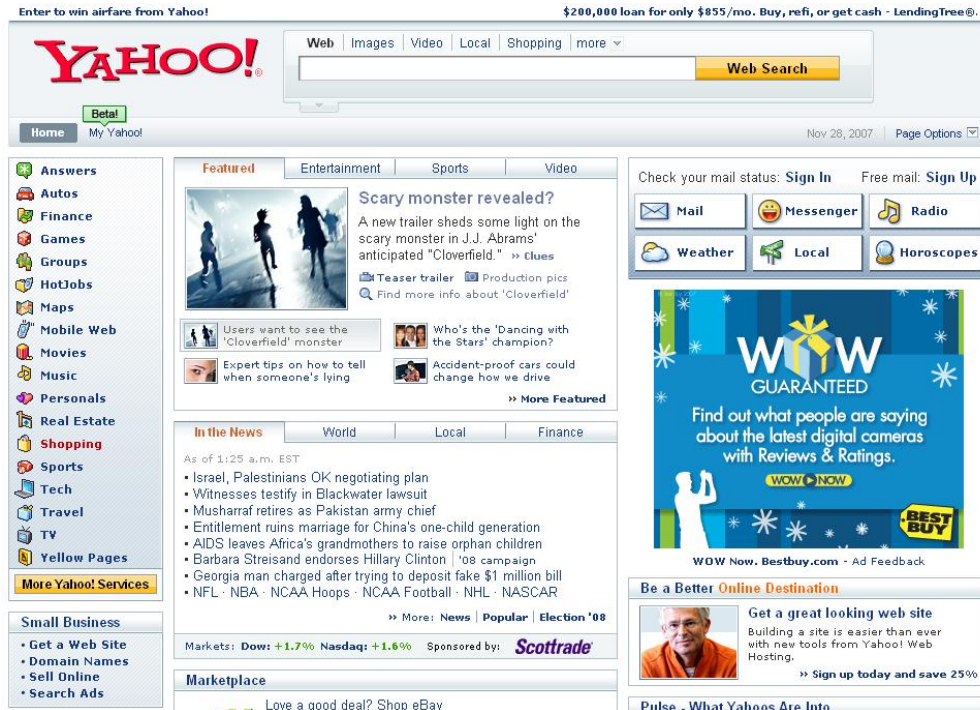 Enter to win airfare from Yahoo!
$200,000 loan for only $855/mo. Buy, refi, or get cash - LendingTree®.
YAHOO!®
Web | Images | Video | Local | Shopping | more
Web Search
Beta!
Home
My Yahoo!
Nov 28, 2007 | Page Options
Answers
Autos
Finance
Games
Groups
HotJobs
Maps
Mobile Web
Movies
Music
Personals
Real Estate
Shopping
Sports
Tech
Travel
TV
Yellow Pages
More Yahoo! Services
Small Business
• Get a Web Site
• Domain Names
• Sell Online
• Search Ads
Featured | Entertainment | Sports | Video
Scary monster revealed?
A new trailer sheds some light on the
scary monster in J.J. Abrams'
anticipated "Cloverfield." » Clues
Teaser trailer Production pics
Find more info about 'Cloverfield'
Users want to see the
'Cloverfield' monster
Who's the 'Dancing with
the Stars' champion?
Expert tips on how to tell
when someone's lying
Accident-proof cars could
change how we drive
» More Featured
In the News | World | Local | Finance
As of 1:25 a.m. EST
• Israel, Palestinians OK negotiating plan
• Witnesses testify in Blackwater lawsuit
• Musharraf retires as Pakistan army chief
• Entitlement ruins marriage for China's one-child generation
• AIDS leaves Africa's grandmothers to raise orphan children
• Barbara Streisand endorses Hillary Clinton | '08 campaign
• Georgia man charged after trying to deposit fake $1 million bill
• NFL · NBA · NCAA Hoops · NCAA Football · NHL · NASCAR
» More: News | Popular | Election '08
Markets: Dow: +1.7% Nasdaq: +1.6% Sponsored by: Scottrade
Marketplace
Love a good deal? Shop eBay
Check your mail status: Sign In Free mail: Sign Up
Mail
Messenger
Radio
Weather
Local
Horoscopes
WOW
GUARANTEED
Find out what people are saying
about the latest digital cameras
with Reviews & Ratings.
WOW NOW
BEST
BUY
WOW Now. Bestbuy.com - Ad Feedback
Be a Better Online Destination
Get a great looking web site
Building a site is easier than ever
with new tools from Yahoo! Web
Hosting.
» Sign up today and save 25%
Pulse - What Yahoos Are Into